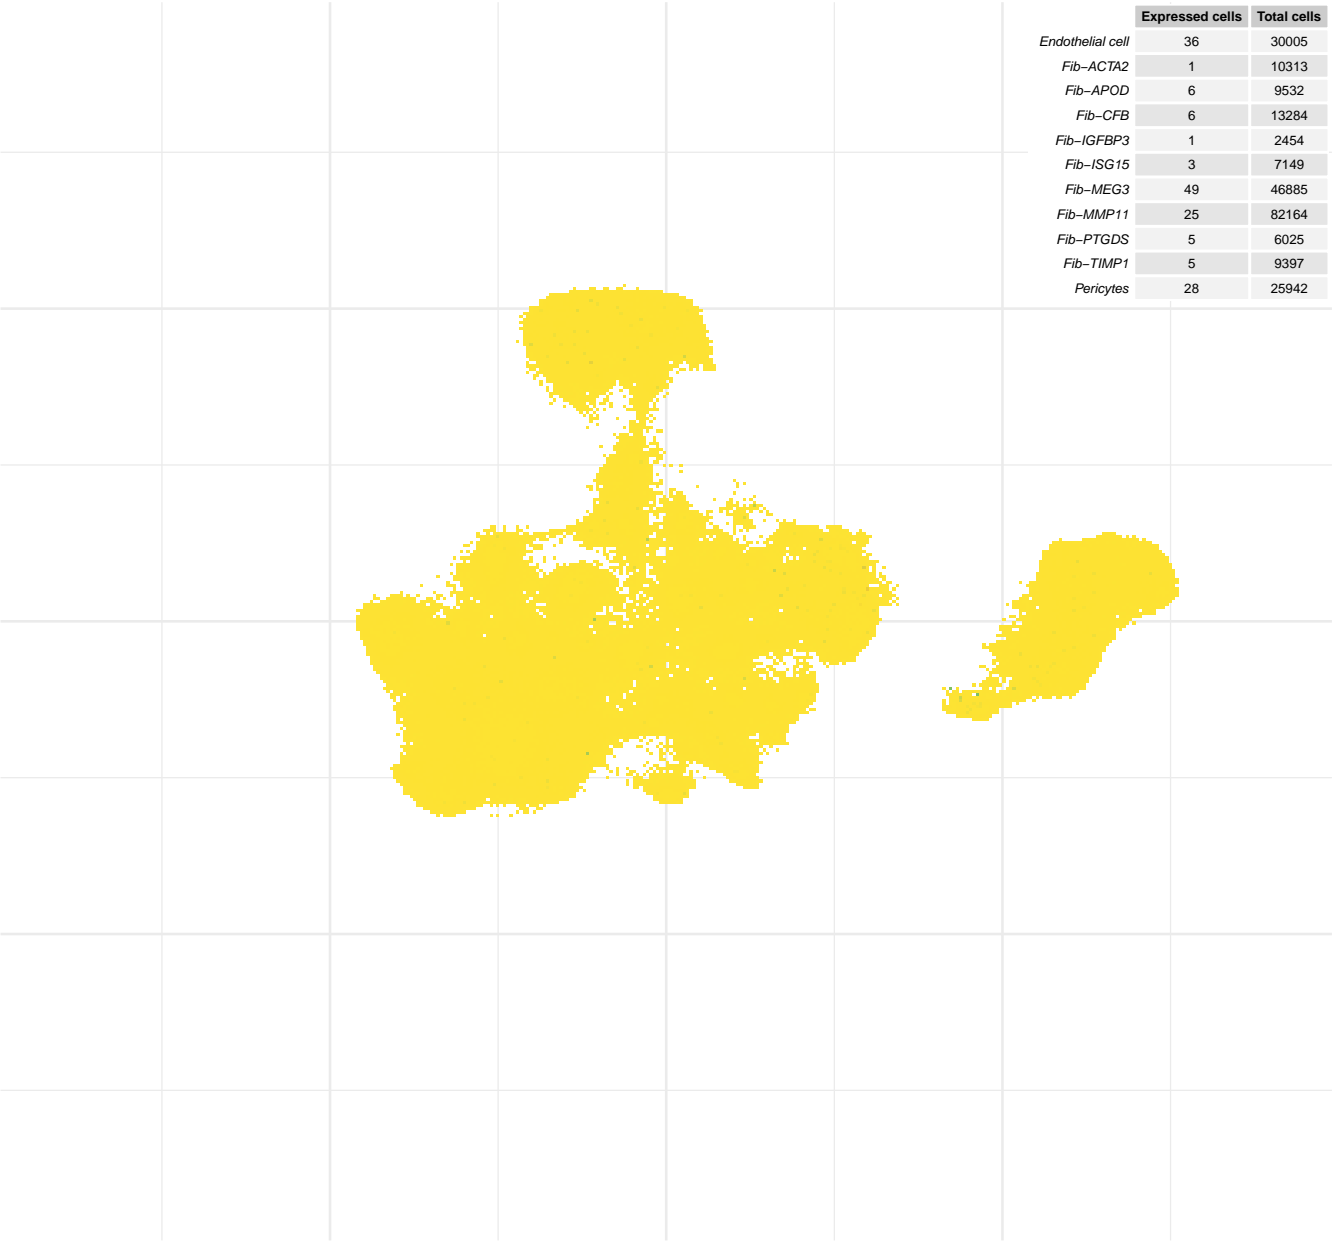 Expressed cells Total cells
Endothelial cell 36 30005
Fib−ACTA2 1 10313
Fib−APOD 6 9532
Fib−CFB 6 13284
Fib−IGFBP3 1 2454
Fib−ISG15 3 7149
Fib−MEG3 49 46885
Fib−MMP11 25 82164
Fib−PTGDS 5 6025
Fib−TIMP1 5 9397
Pericytes 28 25942